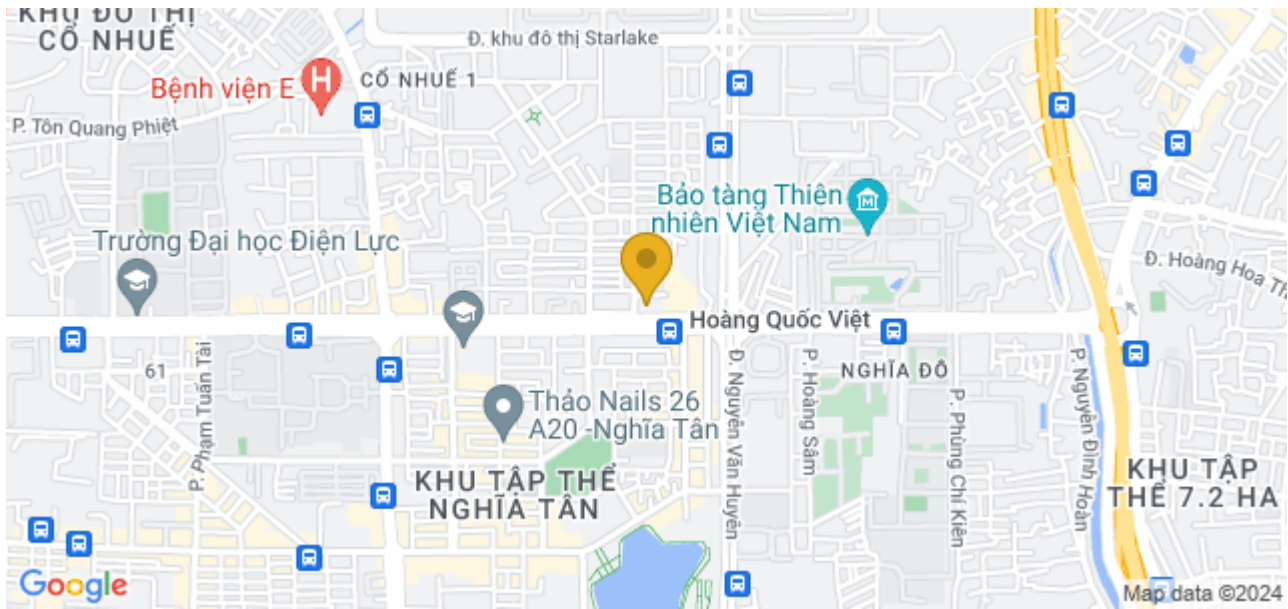 KHU ĐÔ THỊ
CỔ NHUẾ
Đ. khu đô thị Starlake
Bệnh viện E
H
CỔ NHUẾ 1
P. Tôn Quang Phiệt
Bảo tàng Thiên
nhiên Việt Nam
M
Trường Đại học Điện Lực
Đ. Hoàng Hoa Th
Hoàng Quốc Việt
61
P. Phạm Tuấn Tài
NGHĨA ĐÔ
Đ. Nguyễn Văn Huyên
P. Hoàng Sâm
P. Phùng Chí Kiên
P. Nguyễn Đình Hoàn
Thảo Nails 26
A20 -Nghĩa Tân
KHU TẬP THỂ
NGHĨA TÂN
KHU TẬP
THỂ 7.2 HA
Google
Map data ©2024